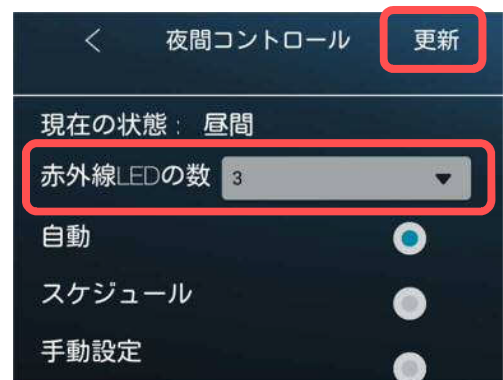 < 夜間コントロール 更新
現在の状態： 昼間
赤外線LEDの数 3
自動
スケジュール
手動設定